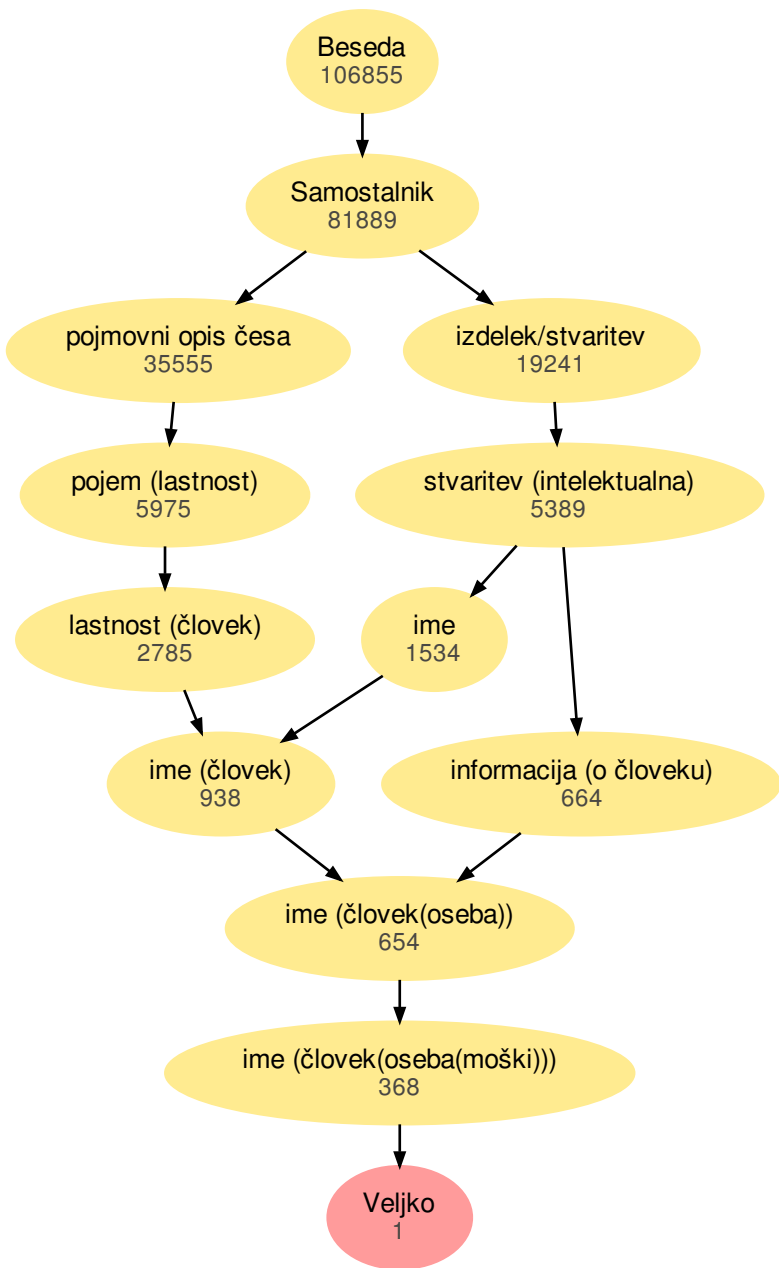 Beseda
106855
Samostalnik
81889
pojmovni opis česa
35555
izdelek/stvaritev
19241
pojem (lastnost)
5975
stvaritev (intelektualna)
5389
lastnost (človek)
2785
ime
1534
ime (človek)
938
informacija (o človeku)
664
ime (človek(oseba))
654
ime (človek(oseba(moški)))
368
Veljko
1